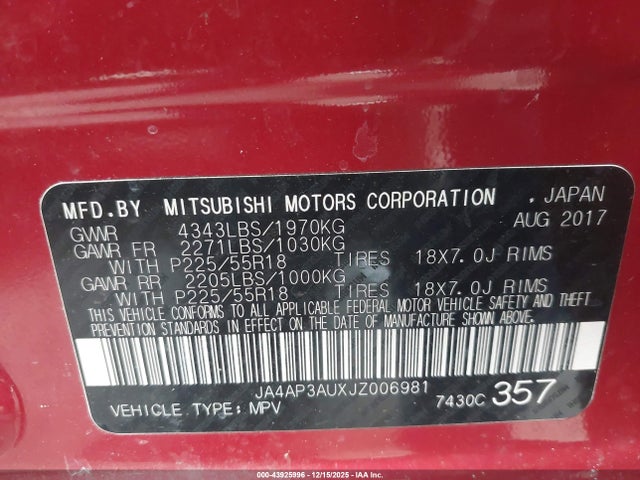 MFD.BY MITSUBISHI MOTORS CORPORATION . JAPAN
GVWR 4343LBS/1970KG AUG 2017
GAWR FR 2271LBS/1030KG
WITH P225/55R18 TIRES 18X7.0J RIMS
GAWR RR 2205LBS/1000KG
WITH P225/55R18 TIRES 18X7.0J RIMS
THIS VEHICLE CONFORMS TO ALL APPLICABLE FEDERAL MOTOR VEHICLE SAFETY AND THEFT
PREVENTION STANDARDS IN EFFECT ON THE DATE OF MANUFACTURE SHOWN ABOVE.
JA4AP3AUXJZ006981
VEHICLE TYPE: MPV 7430C 357
000-43925996 - 12/15/2025 - IAA Inc.